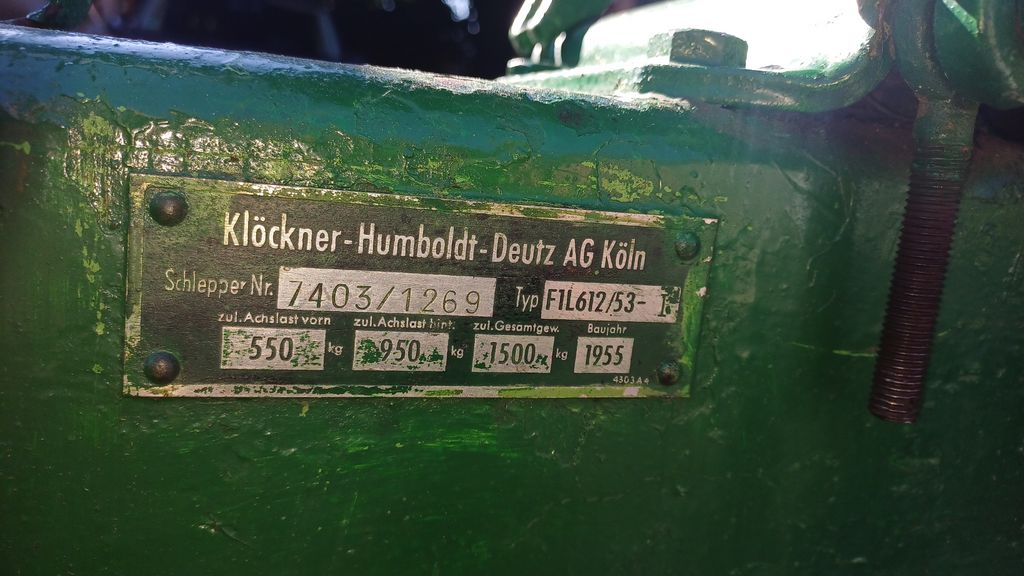 Klöckner-Humboldt-Deutz AG Köln
Schlepper Nr. 7403/1269 Typ F1L612/53-I
zul. Achslast vorn zul. Achslast hint. zul. Gesamtgew. Baujahr
550 kg 950 kg 1500 kg 1955
4303A4